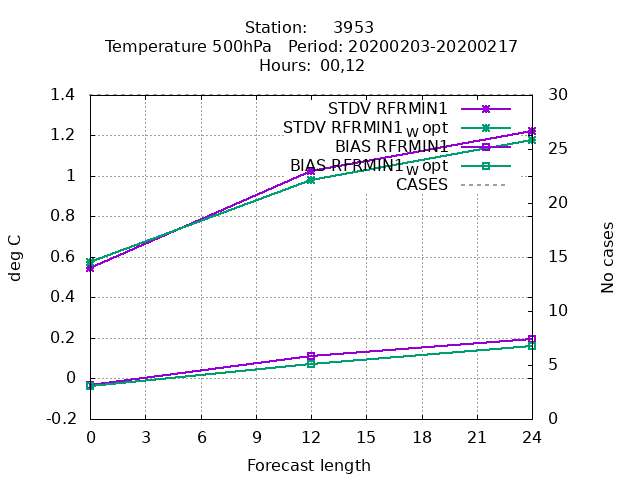 Station: 3953
Temperature 500hPa Period: 20200203-20200217
Hours: 00,12
1.4
1.2
1
0.8
0.6
0.4
0.2
0
-0.2
deg C
STDV RFRMIN1
STDV RFRMIN1_w opt
BIAS RFRMIN1
BIAS RFRMIN1_w opt
CASES
30
25
20
15
10
5
0
No cases
0 3 6 9 12 15 18 21 24
Forecast length